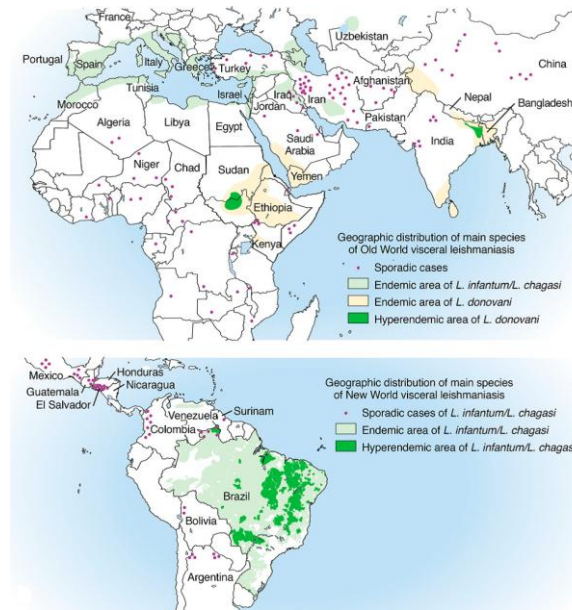 France
Portugal
Spain
Italy
Greece
Turkey
Uzbekistan
China
Tunisia
Morocco
Israel
Iraq
Iran
Afghanistan
Jordan
Nepal
Bangladesh
Algeria
Libya
Egypt
Pakistan
India
Saudi
Arabia
Niger
Chad
Sudan
Yemen
Ethiopia
Kenya
Geographic distribution of main species
of Old World visceral leishmaniasis
Sporadic cases
Endemic area of L. infantum/L. chagasi
Endemic area of L. donovani
Hyperendemic area of L. donovani
Mexico
Honduras
Guatemala
Nicaragua
El Salvador
Venezuela
Surinam
Colombia
Brazil
Bolivia
Argentina
Geographic distribution of main species
of New World visceral leishmaniasis
Sporadic cases of L. infantum/L. chagasi
Endemic area of L. infantum/L. chagasi
Hyperendemic area of L. infantum/L. chagasi